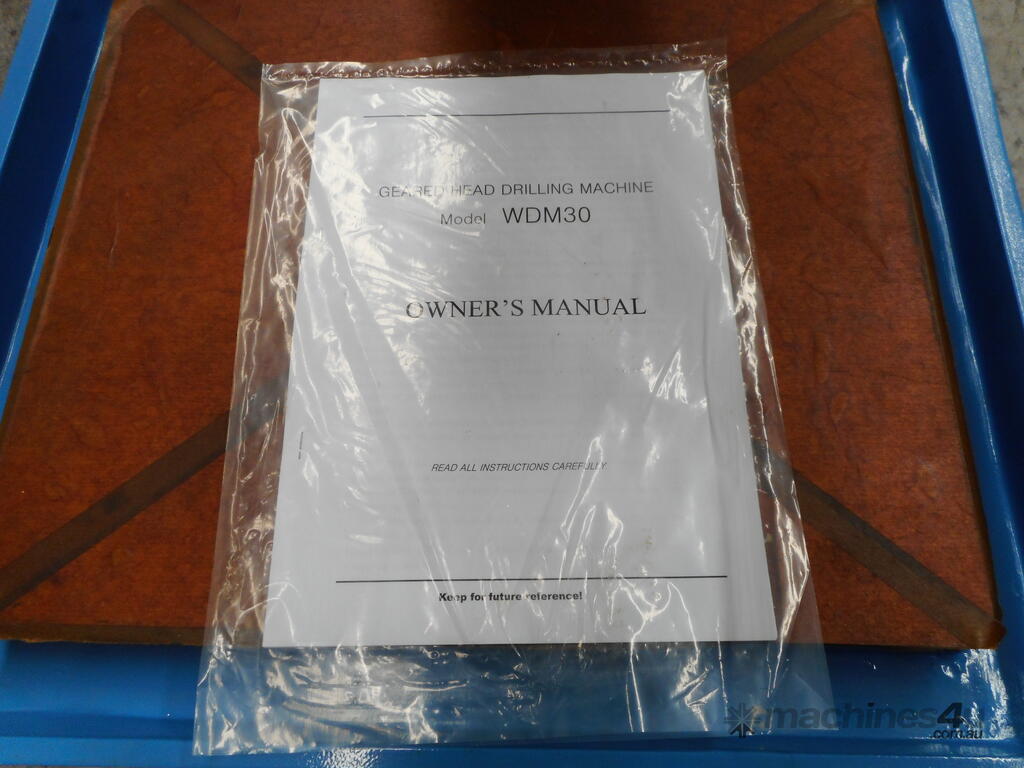 GEARED HEAD DRILLING MACHINE
Model WDM30
OWNER'S MANUAL
READ ALL INSTRUCTIONS CAREFULLY
Keep for future reference!
machines4u
.com.au